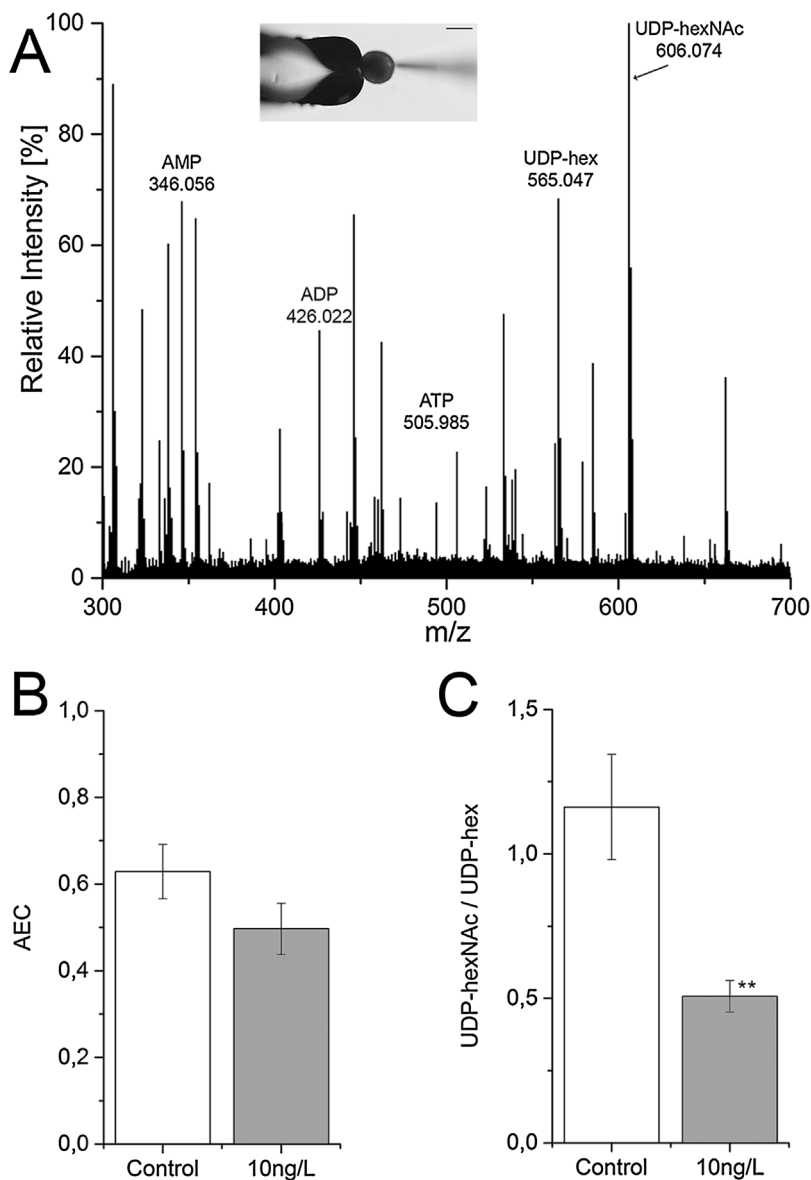 A
100
80
60
40
20
0
Relative Intensity [%]
AMP
346.056
ADP
426.022
ATP
505.985
UDP-hex
565.047
UDP-hexNAc
606.074
300
400
500
600
700
m/z
B
1,0
0,8
0,6
0,4
0,2
0,0
AEC
Control
10ng/L
C
1,5
1,0
0,5
0,0
UDP-hexNAc / UDP-hex
**
Control
10ng/L